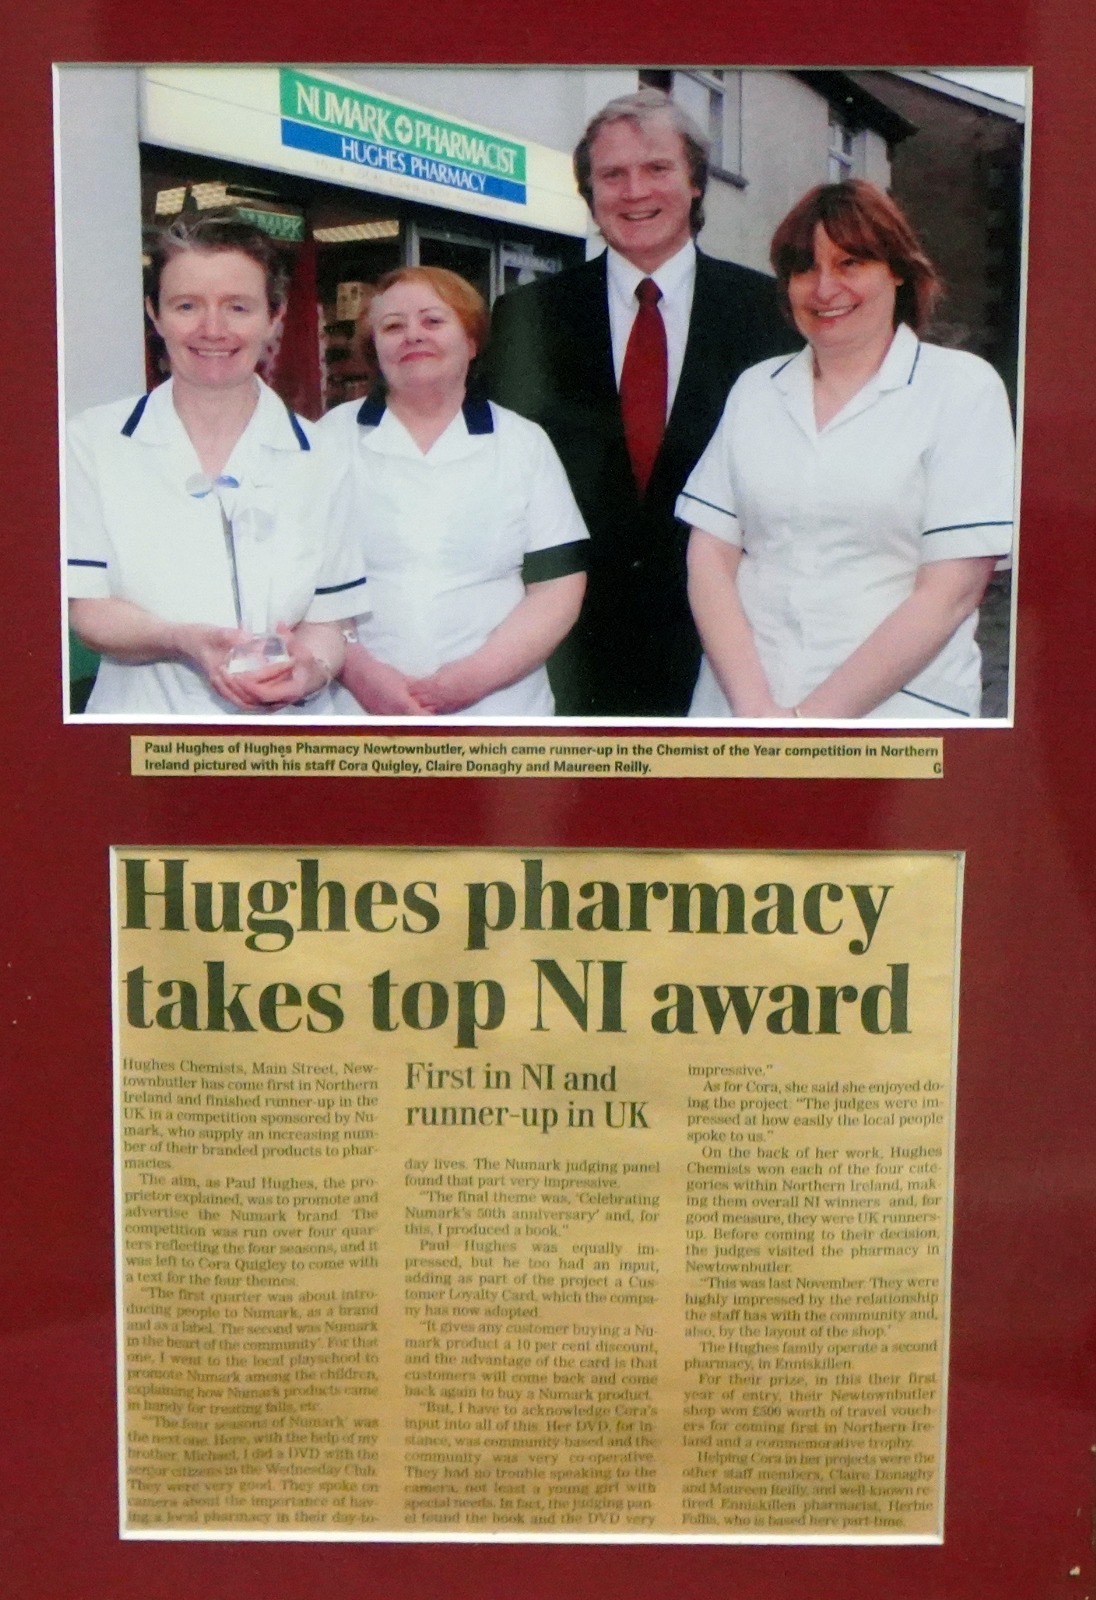 NUMARK PHARMACIST
HUGHES PHARMACY
Paul Hughes of Hughes Pharmacy Newtownbutler, which came runner-up in the Chemist of the Year competition in Northern
Ireland pictured with his staff Cora Quigley, Claire Donaghy and Maureen Reilly. G
Hughes pharmacy
takes top NI award
Hughes Chemists, Main Street, New-
townbutler has come first in Northern
Ireland and finished runner-up in the
UK in a competition sponsored by Nu-
mark, who supply an increasing num-
ber of their branded products to phar-
macies.
The aim, as Paul Hughes, the pro-
prietor explained, was to promote and
advertise the Numark brand. The
competition was run over four quar-
ters reflecting the four seasons, and it
was left to Cora Quigley to come with
a text for the four themes.
"The first quarter was about intro-
ducing people to Numark, as a brand
and as a label. The second was Numark
in the heart of the community'. For that
one, I went to the local playschool to
promote Numark among the children,
explaining how Numark products came
in handy for treating falls, etc.
"'The four seasons of Numark' was
the next one. Here, with the help of my
brother, Michael, I did a DVD with the
senior citizens in the Wednesday Club.
They were very good. They spoke on
camera about the importance of hav-
ing a local pharmacy in their day-to-
First in NI and
runner-up in UK
day lives. The Numark judging panel
found that part very impressive.
"The final theme was, 'Celebrating
Numark's 50th anniversary' and, for
this, I produced a book."
Paul Hughes was equally im-
pressed, but he too had an input,
adding as part of the project a Cus-
tomer Loyalty Card, which the compa-
ny has now adopted.
"It gives any customer buying a Nu-
mark product a 10 per cent discount,
and the advantage of the card is that
customers will come back and come
back again to buy a Numark product.
"But, I have to acknowledge Cora's
input into all of this. Her DVD, for in-
stance, was community-based and the
community was very co-operative.
They had no trouble speaking to the
camera, not least a young girl with
special needs. In fact, the judging pan-
el found the book and the DVD very
impressive."
As for Cora, she said she enjoyed do-
ing the project. "The judges were im-
pressed at how easily the local people
spoke to us."
On the back of her work, Hughes
Chemists won each of the four cate-
gories within Northern Ireland, mak-
ing them overall NI winners and, for
good measure, they were UK runners-
up. Before coming to their decision,
the judges visited the pharmacy in
Newtownbutler.
"This was last November. They were
highly impressed by the relationship
the staff has with the community and,
also, by the layout of the shop.'
The Hughes family operate a second
pharmacy, in Enniskillen.
For their prize, in this their first
year of entry, their Newtownbutler
shop won £500 worth of travel vouch-
ers for coming first in Northern Ire-
land and a commemorative trophy.
Helping Cora in her projects were the
other staff members, Claire Donaghy
and Maureen Reilly, and well-known re-
tired Enniskillen pharmacist, Herbie
Follis, who is based here part-time.